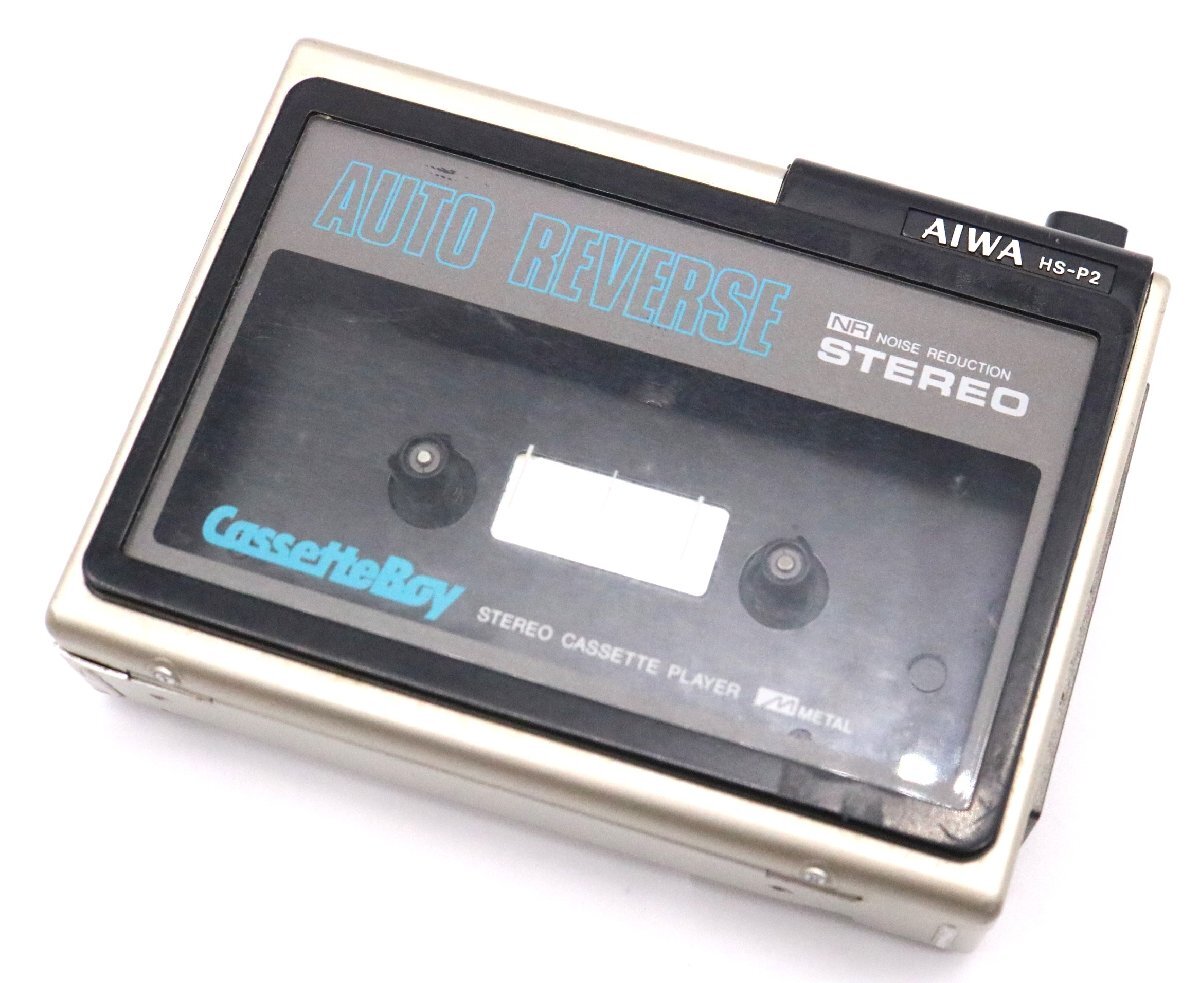 AIWA HS-P2
AUTO REVERSE
NR NOISE REDUCTION
STEREO
CassetteBoy
STEREO CASSETTE PLAYER
METAL